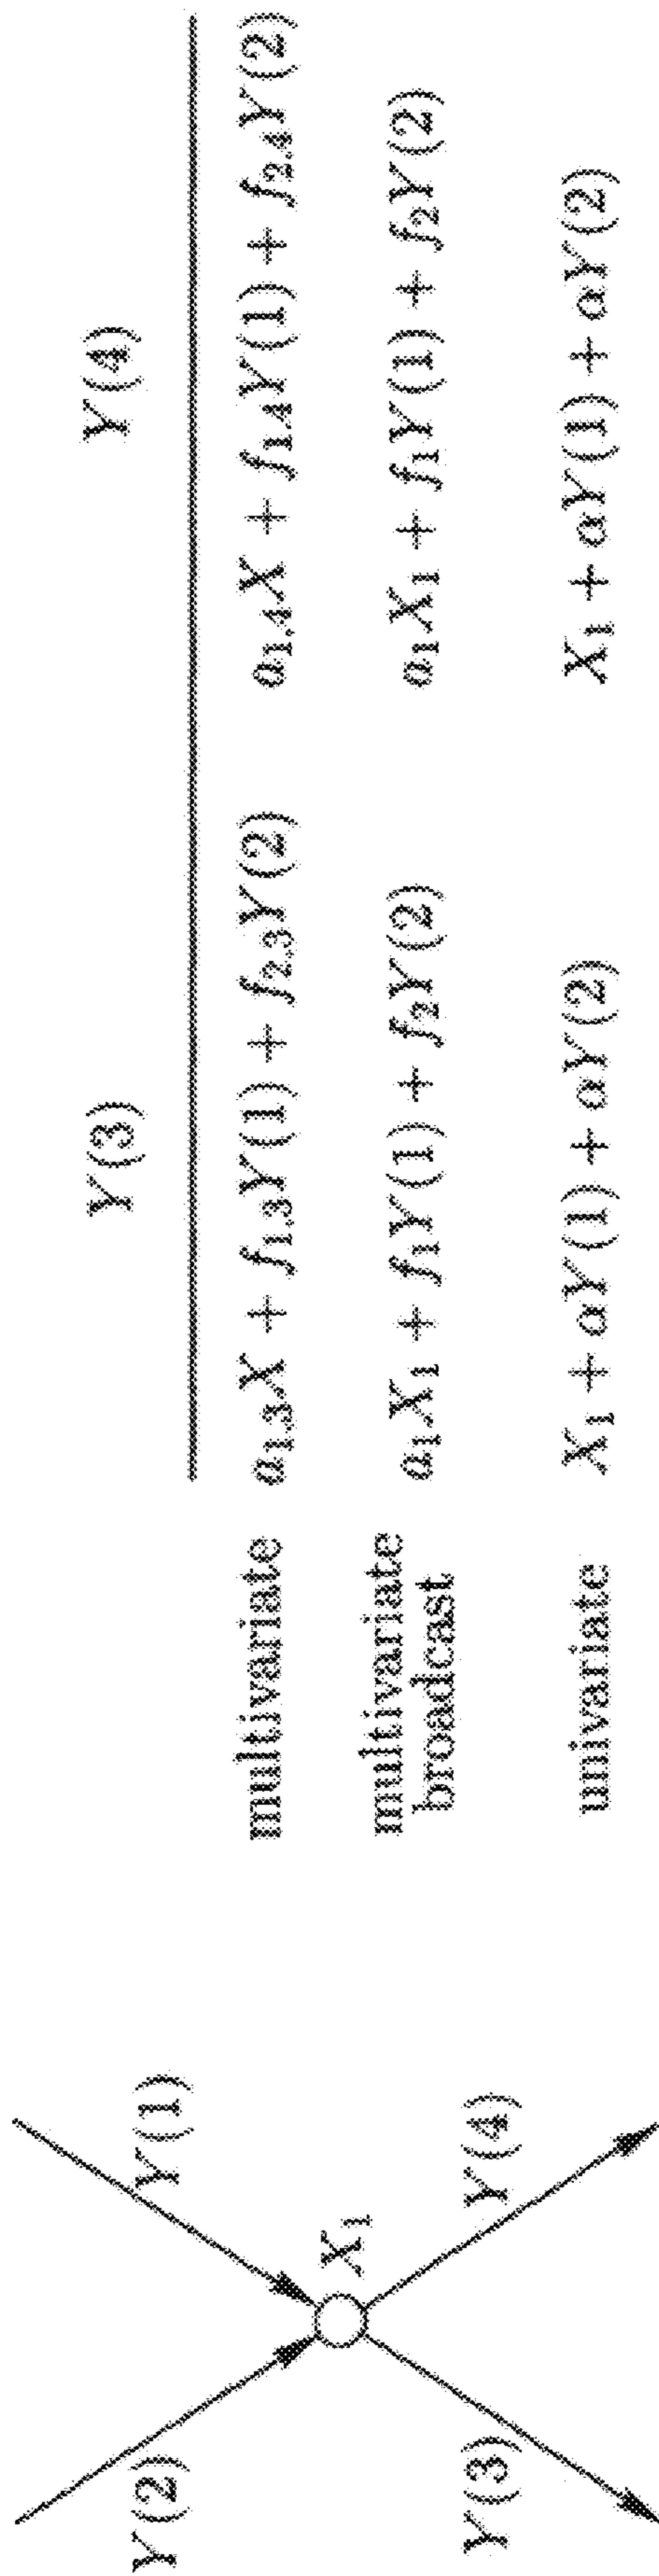 Y(2)
Y(1)
X₁
Y(3)
Y(4)
Y(3) Y(4)
multivariate a₁,₃X + f₁,₃Y(1) + f₂,₃Y(2) a₁,₄X + f₁,₄Y(1) + f₂,₄Y(2)
multivariate
broadcast a₁X₁ + f₁Y(1) + f₂Y(2) a₁X₁ + f₁Y(1) + f₂Y(2)
univariate X₁ + αY(1) + αY(2) X₁ + αY(1) + αY(2)